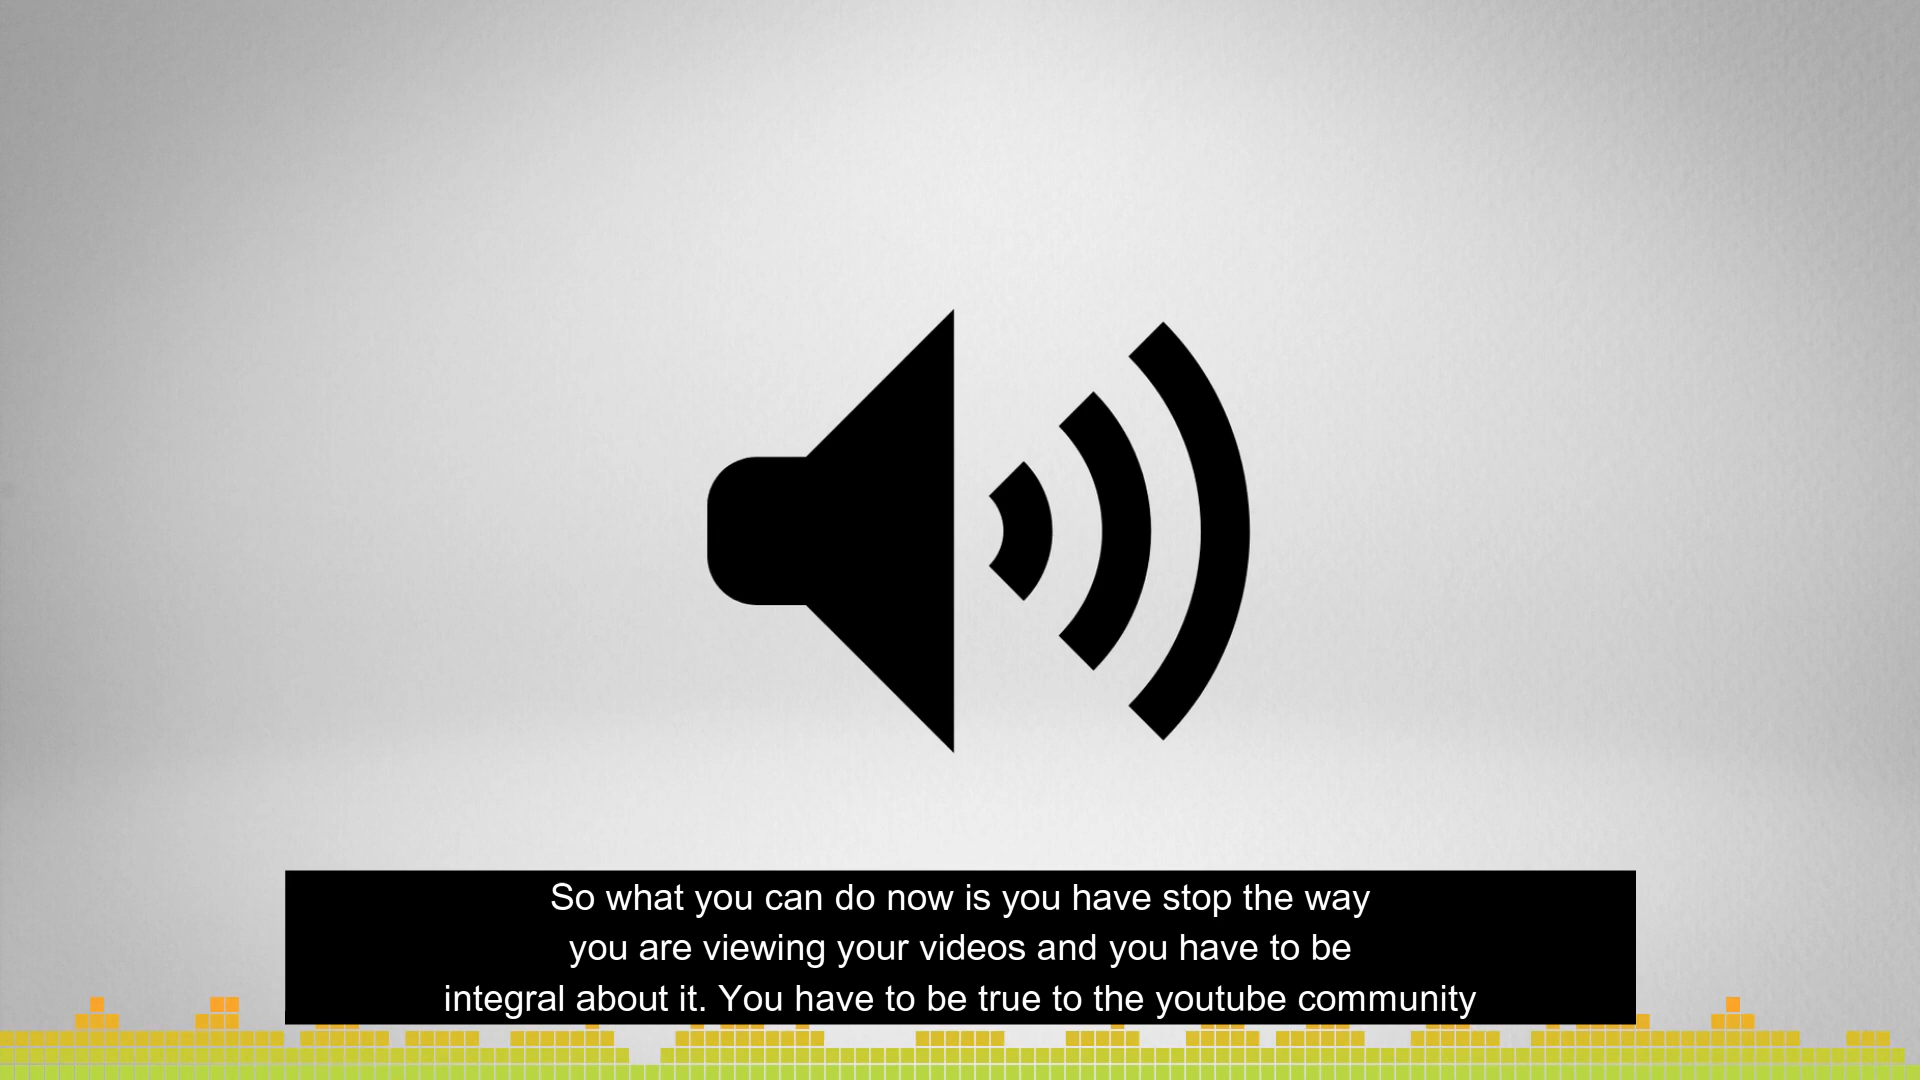 So what you can do now is you have stop the way
you are viewing your videos and you have to be
integral about it. You have to be true to the youtube community